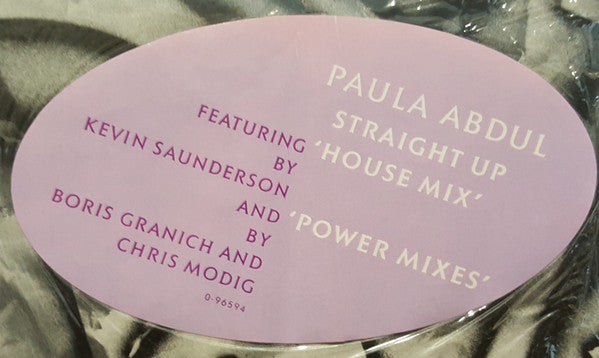 PAULA ABDUL
STRAIGHT UP
FEATURING 'HOUSE MIX'
BY
KEVIN SAUNDERSON
AND 'POWER MIXES'
BY
BORIS GRANICH AND
CHRIS MODIG
0-96594